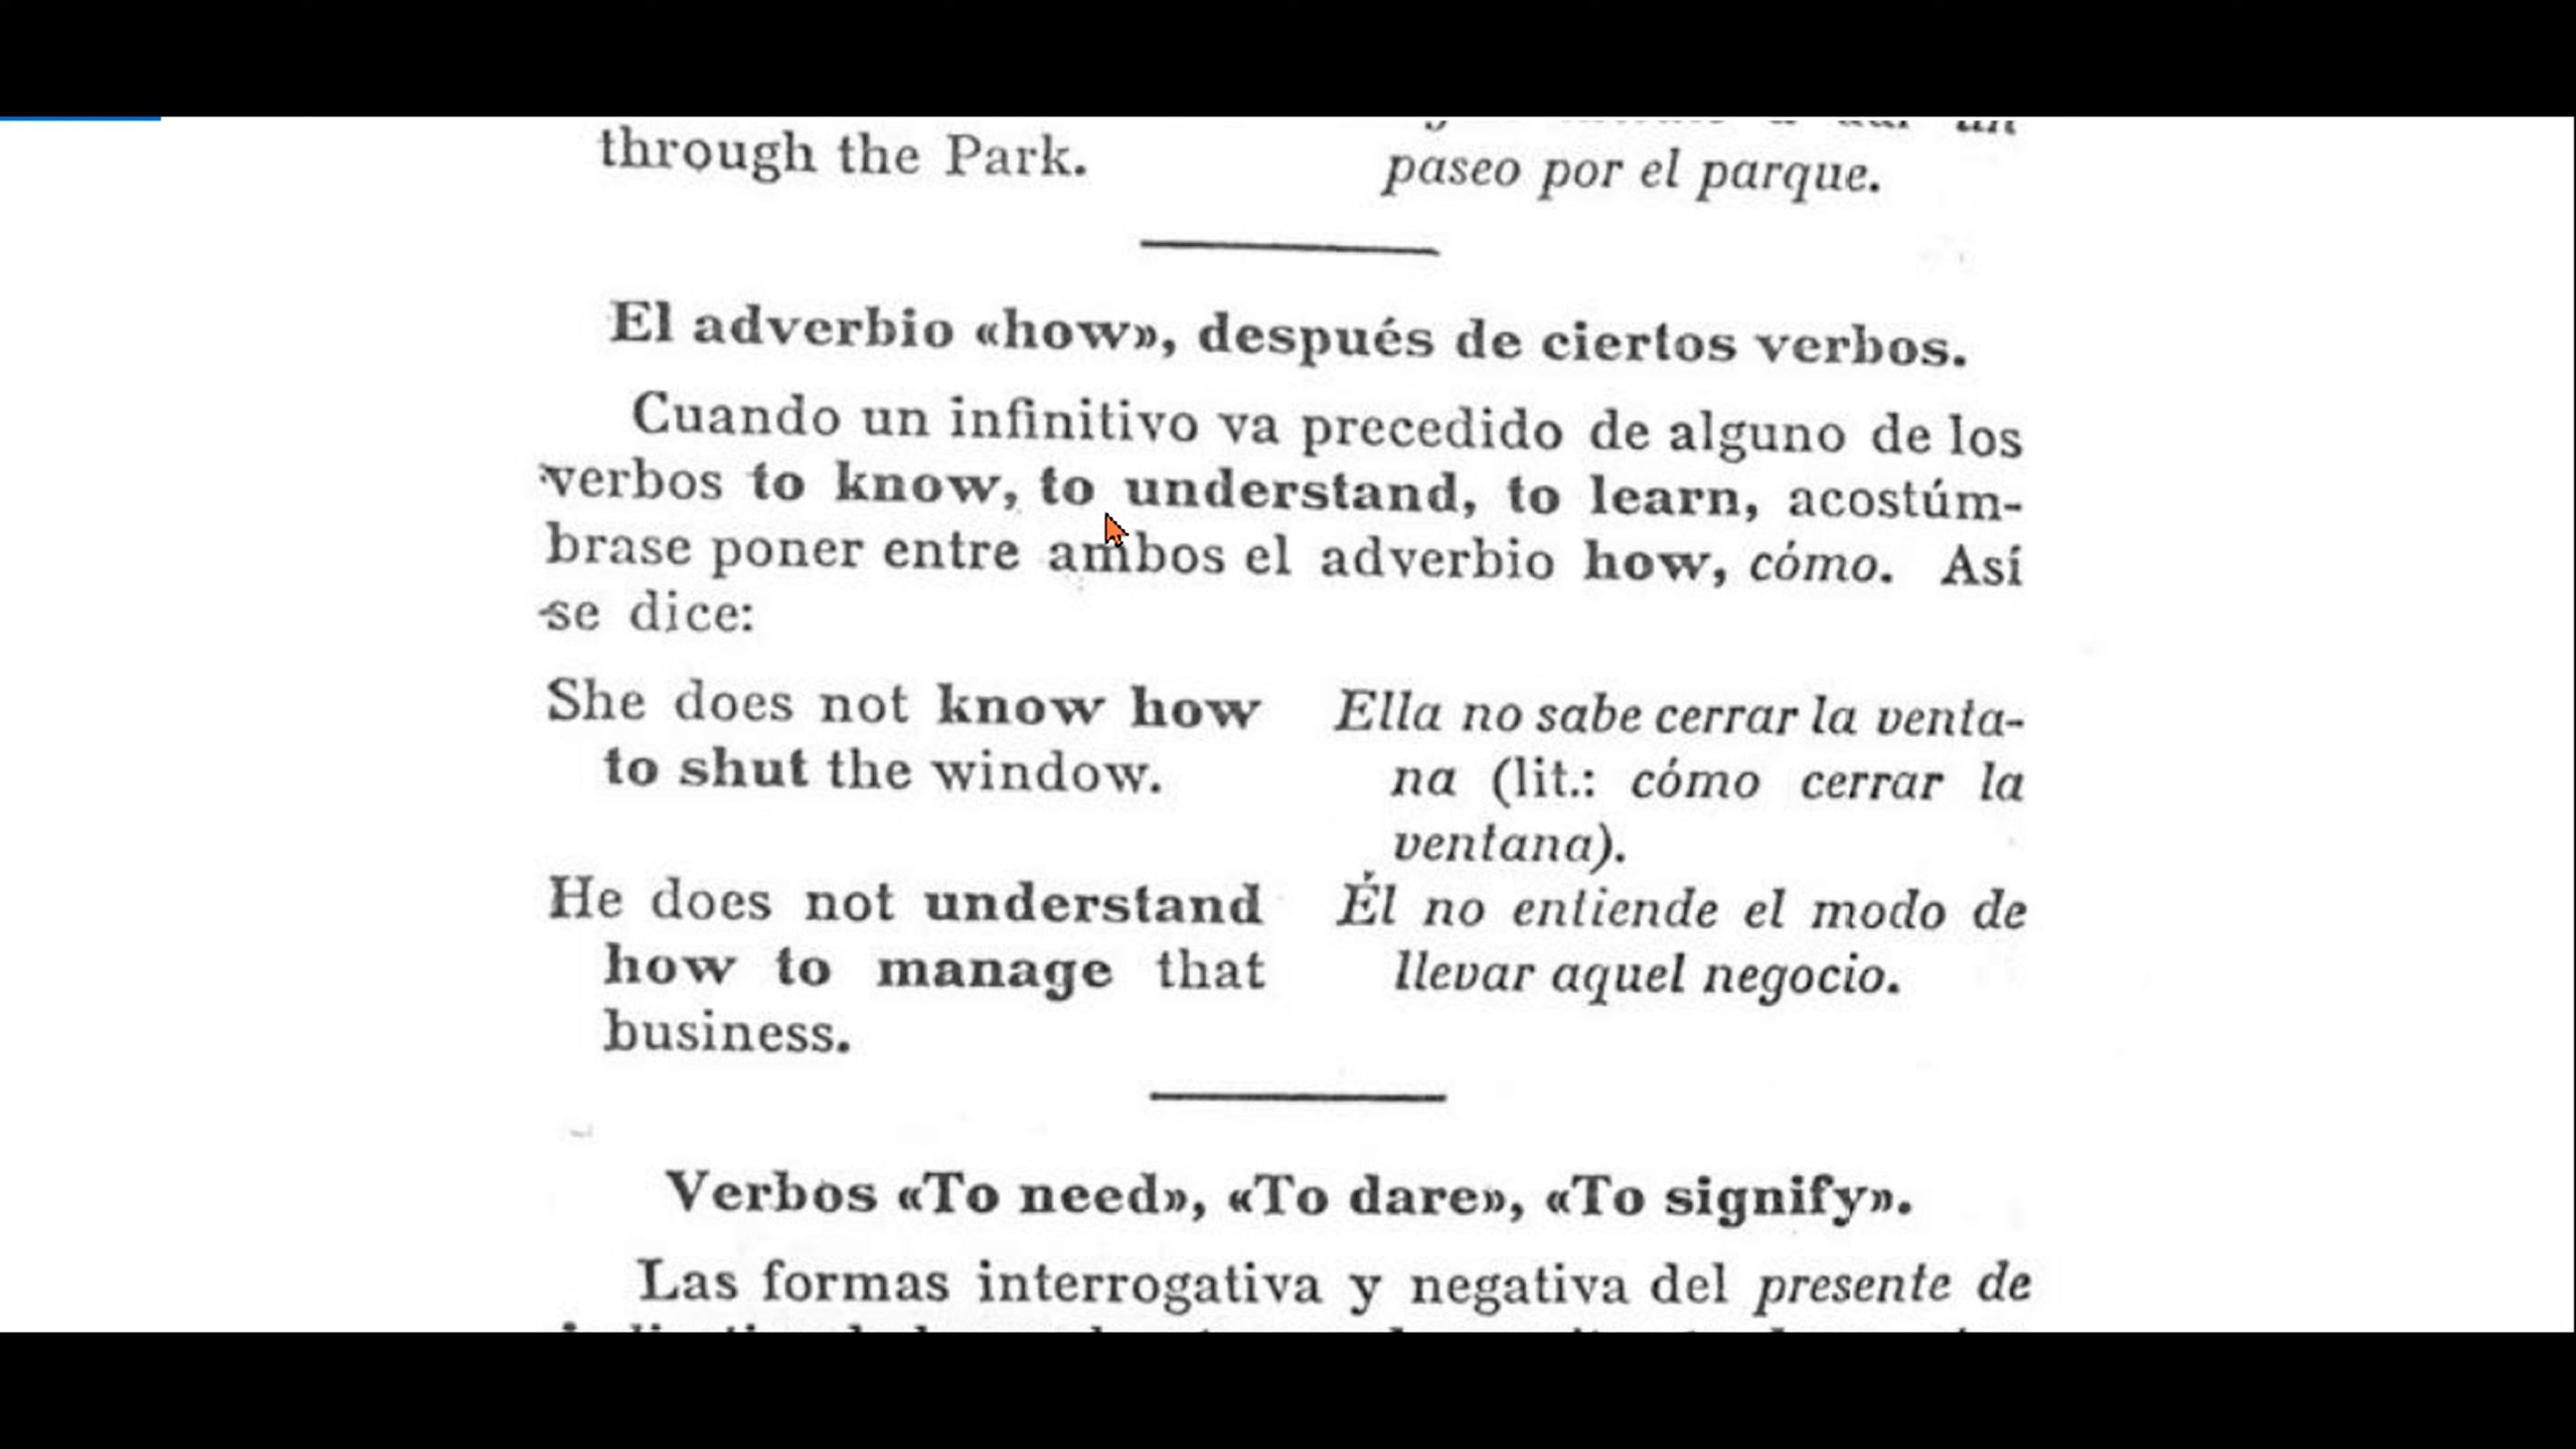 through the Park.
paseo por el parque.
El adverbio «how», después de ciertos verbos.
Cuando un infinitivo va precedido de alguno de los
verbos to know, to understand, to learn, acostúm-
brase poner entre ambos el adverbio how, cómo. Así
se dice:
She does not know how
to shut the window.
Ella no sabe cerrar la venta-
na (lit.: cómo cerrar la
ventana).
He does not understand
how to manage that
business.
Él no entiende el modo de
llevar aquel negocio.
Verbos «To need», «To dare», «To signify».
Las formas interrogativa y negativa del presente de